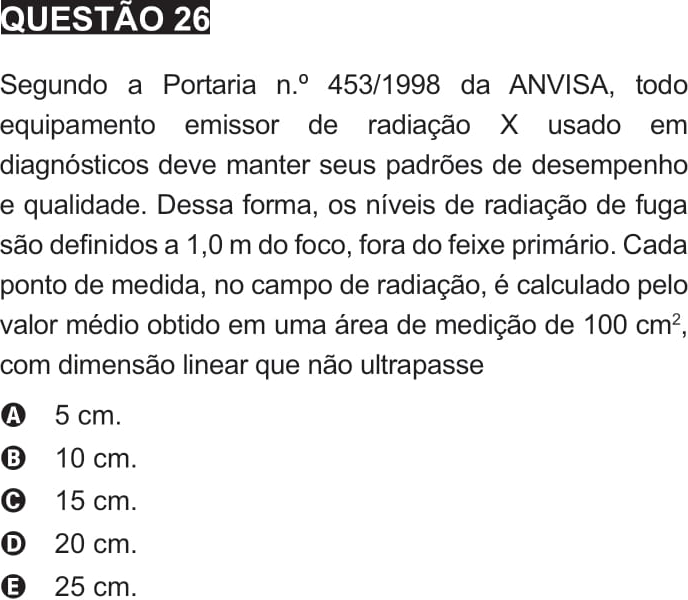 QUESTÃO 26
Segundo a Portaria n.º 453/1998 da ANVISA, todo
equipamento emissor de radiação X usado em
diagnósticos deve manter seus padrões de desempenho
e qualidade. Dessa forma, os níveis de radiação de fuga
são definidos a 1,0 m do foco, fora do feixe primário. Cada
ponto de medida, no campo de radiação, é calculado pelo
valor médio obtido em uma área de medição de 100 cm²,
com dimensão linear que não ultrapasse
A 5 cm.
B 10 cm.
C 15 cm.
D 20 cm.
E 25 cm.